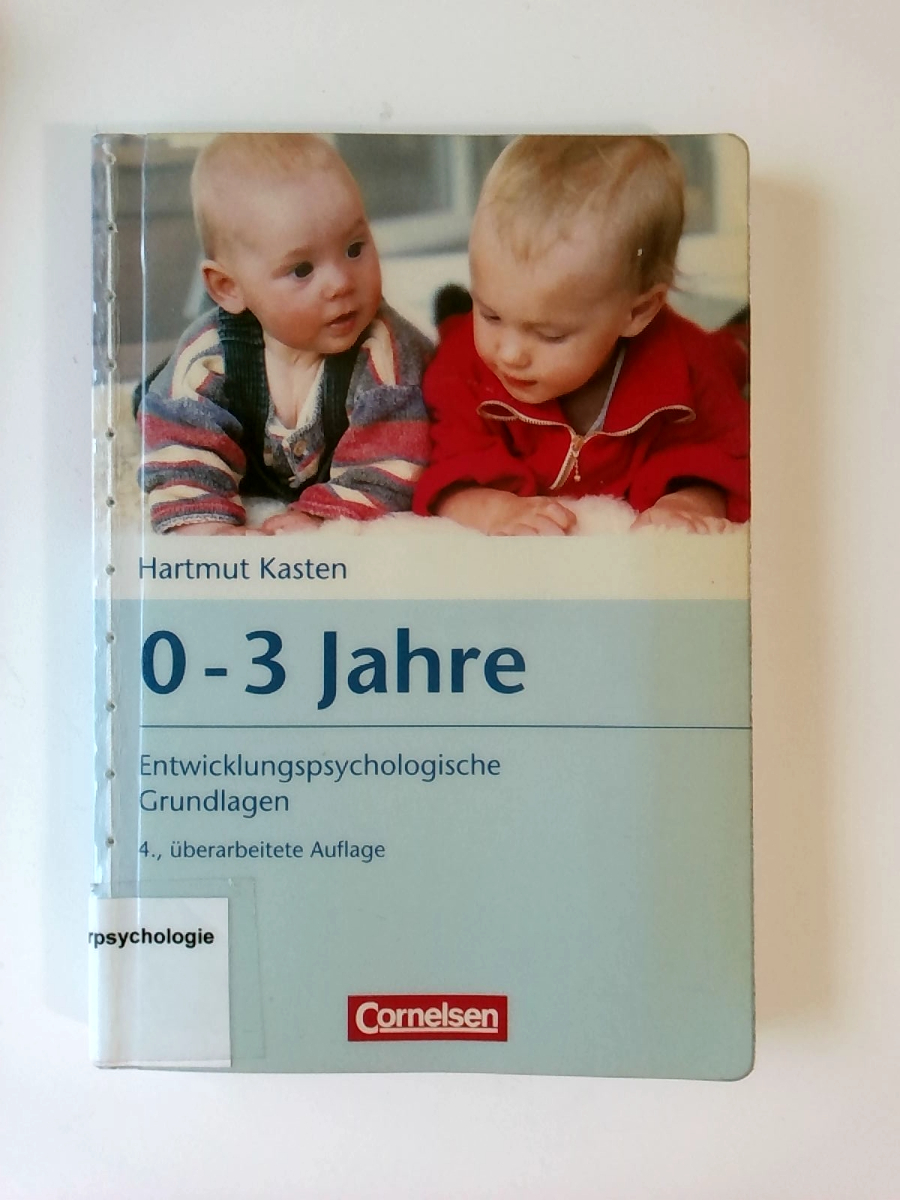 Hartmut Kasten
0 - 3 Jahre
Entwicklungspsychologische
Grundlagen
4., überarbeitete Auflage
rpsychologie
Cornelsen